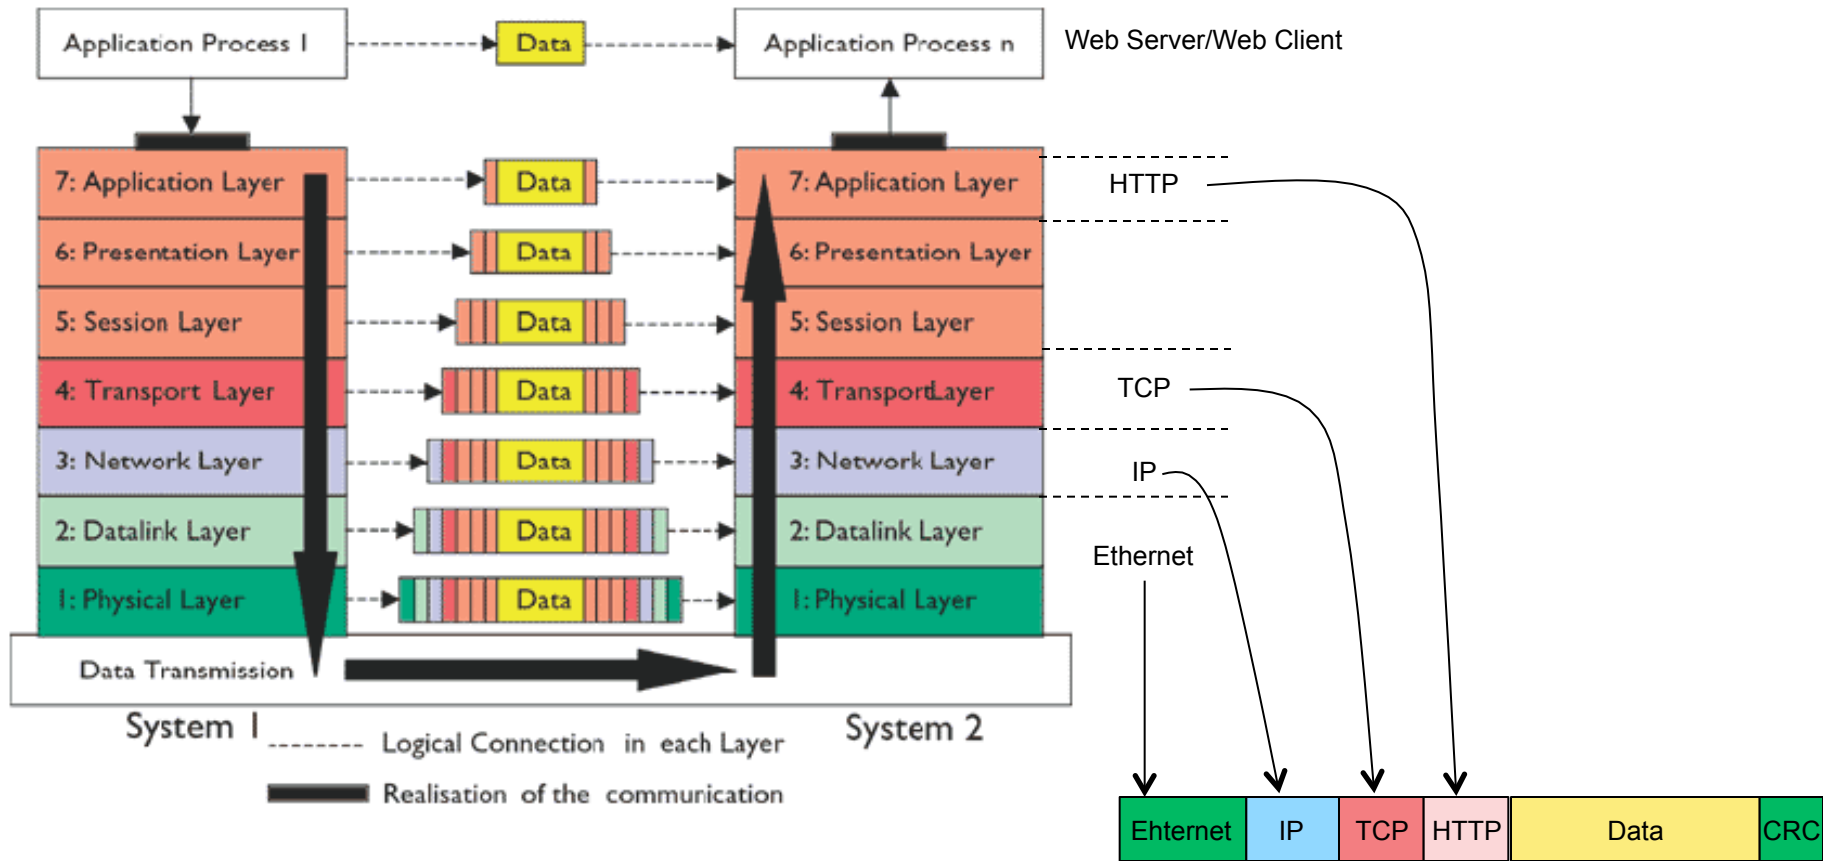 Application Process 1
Data
Application Process n
Web Server/Web Client
7: Application Layer
Data
7: Application Layer
HTTP
6: Presentation Layer
Data
6: Presentation Layer
5: Session Layer
Data
5: Session Layer
4: Transport Layer
Data
4: TransportLayer
TCP
3: Network Layer
Data
3: Network Layer
IP
2: Datalink Layer
Data
2: Datalink Layer
Ethernet
1: Physical Layer
Data
1: Physical Layer
Data Transmission
System 1
System 2
Logical Connection in each Layer
Realisation of the communication
Ehternet
IP
TCP
HTTP
Data
CRC